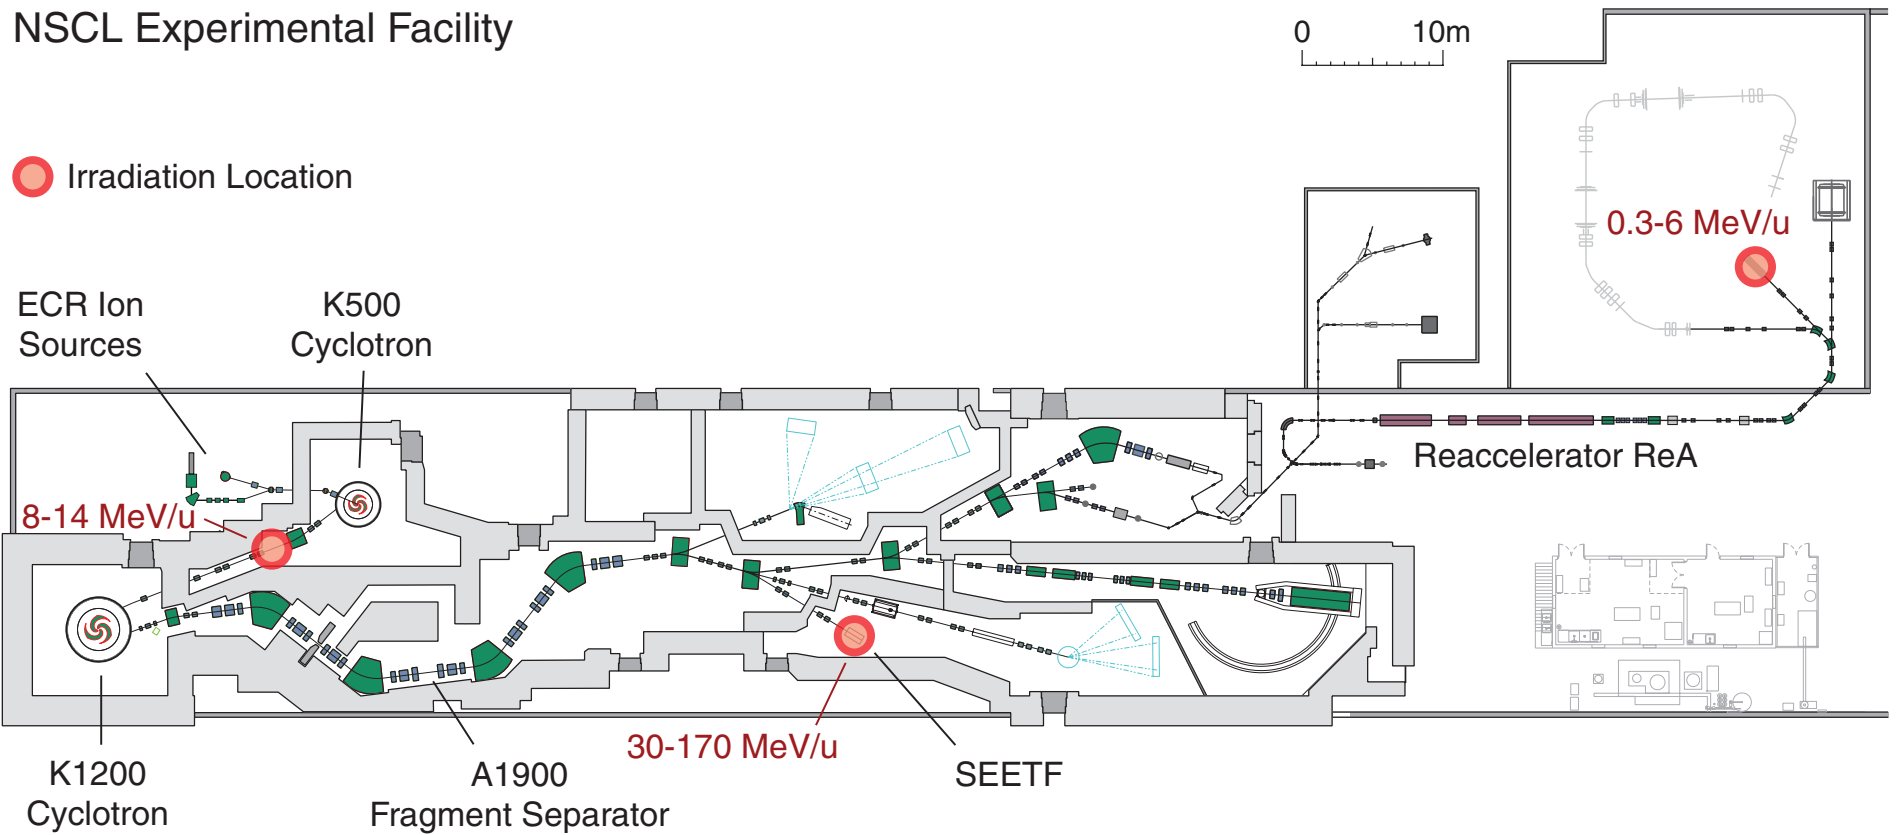 NSCL Experimental Facility
0 10m
Irradiation Location
0.3-6 MeV/u
ECR Ion
Sources
K500
Cyclotron
Reaccelerator ReA
8-14 MeV/u
30-170 MeV/u
K1200
Cyclotron
A1900
Fragment Separator
SEETF